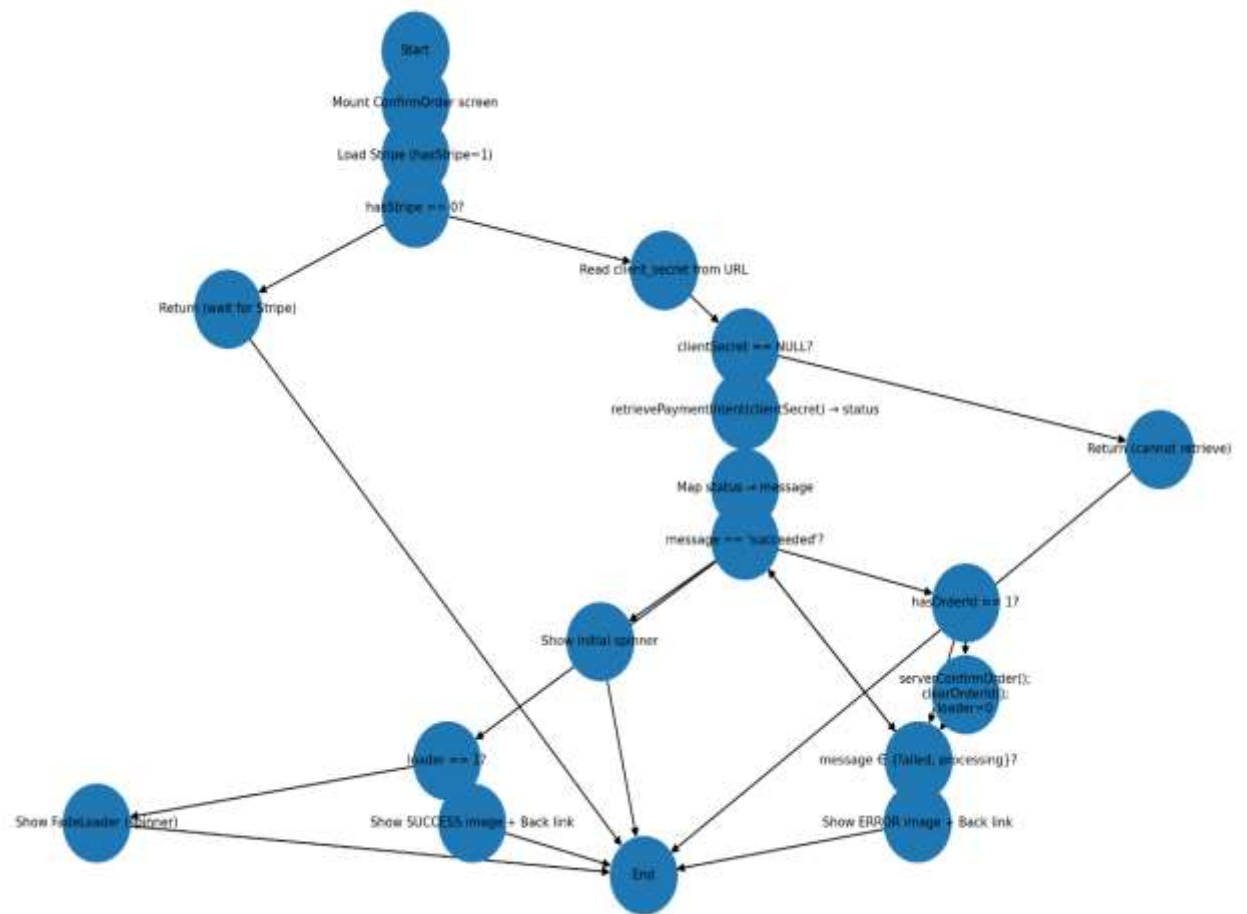 Start
Mount ConfirmOrder screen
Load Stripe (hasStripe=1)
hasStripe == 0?
Read client_secret from URL
Return (wait for Stripe)
clientSecret == NULL?
retrievePaymentIntent(clientSecret) → status
Return (cannot retrieve)
Map status → message
message == 'succeeded'?
hasOrderId == 1?
Show initial spinner
serverConfirmOrder();
clearOrderId();
loader=0
loader == 1?
message ∈ {failed, processing}?
Show FadeLoader (spinner)
Show SUCCESS image + Back link
Show ERROR image + Back link
End